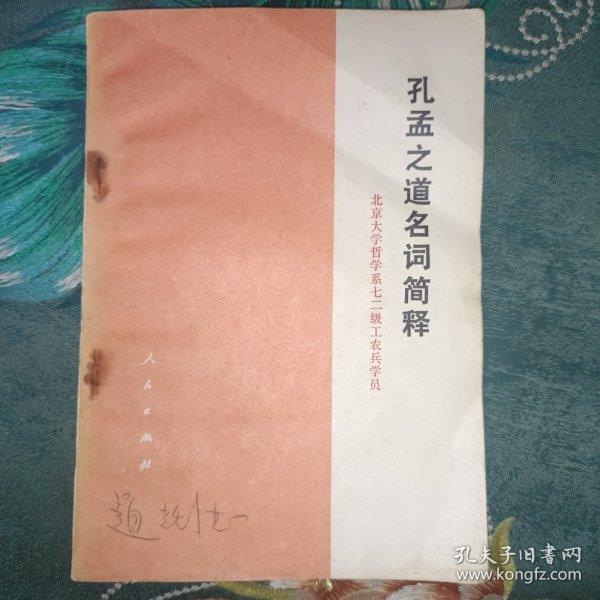 孔孟之道名词简释
北京大学哲学系七二级工农兵学员
人民出版社
孔夫子旧书网
www.kongfz.com